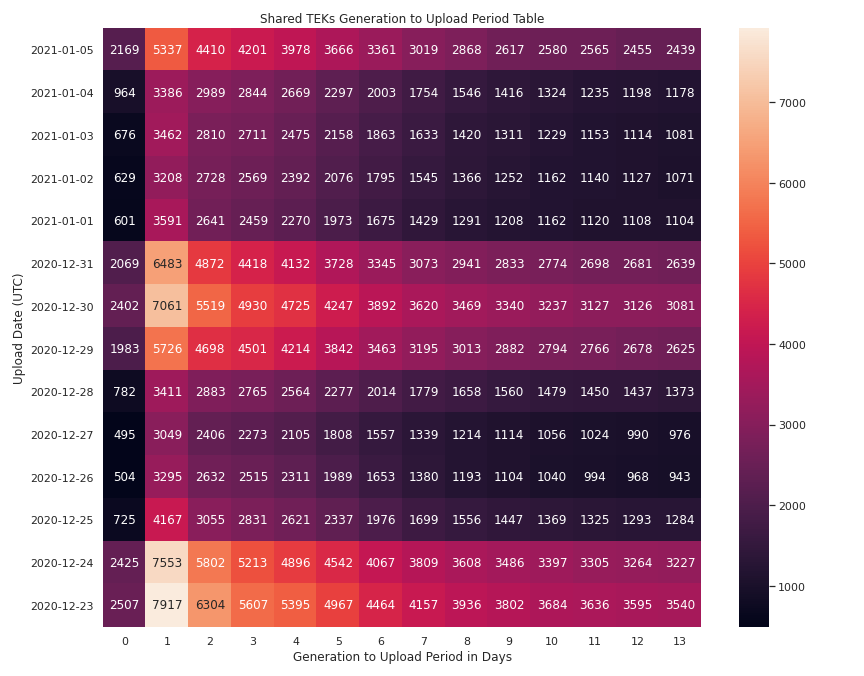 Shared TEKs Generation to Upload Period Table
Upload Date (UTC)
2021-01-05 2169 5337 4410 4201 3978 3666 3361 3019 2868 2617 2580 2565 2455 2439
2021-01-04 964 3386 2989 2844 2669 2297 2003 1754 1546 1416 1324 1235 1198 1178
2021-01-03 676 3462 2810 2711 2475 2158 1863 1633 1420 1311 1229 1153 1114 1081
2021-01-02 629 3208 2728 2569 2392 2076 1795 1545 1366 1252 1162 1140 1127 1071
2021-01-01 601 3591 2641 2459 2270 1973 1675 1429 1291 1208 1162 1120 1108 1104
2020-12-31 2069 6483 4872 4418 4132 3728 3345 3073 2941 2833 2774 2698 2681 2639
2020-12-30 2402 7061 5519 4930 4725 4247 3892 3620 3469 3340 3237 3127 3126 3081
2020-12-29 1983 5726 4698 4501 4214 3842 3463 3195 3013 2882 2794 2766 2678 2625
2020-12-28 782 3411 2883 2765 2564 2277 2014 1779 1658 1560 1479 1450 1437 1373
2020-12-27 495 3049 2406 2273 2105 1808 1557 1339 1214 1114 1056 1024 990 976
2020-12-26 504 3295 2632 2515 2311 1989 1653 1380 1193 1104 1040 994 968 943
2020-12-25 725 4167 3055 2831 2621 2337 1976 1699 1556 1447 1369 1325 1293 1284
2020-12-24 2425 7553 5802 5213 4896 4542 4067 3809 3608 3486 3397 3305 3264 3227
2020-12-23 2507 7917 6304 5607 5395 4967 4464 4157 3936 3802 3684 3636 3595 3540
0 1 2 3 4 5 6 7 8 9 10 11 12 13
Generation to Upload Period in Days
7000
6000
5000
4000
3000
2000
1000